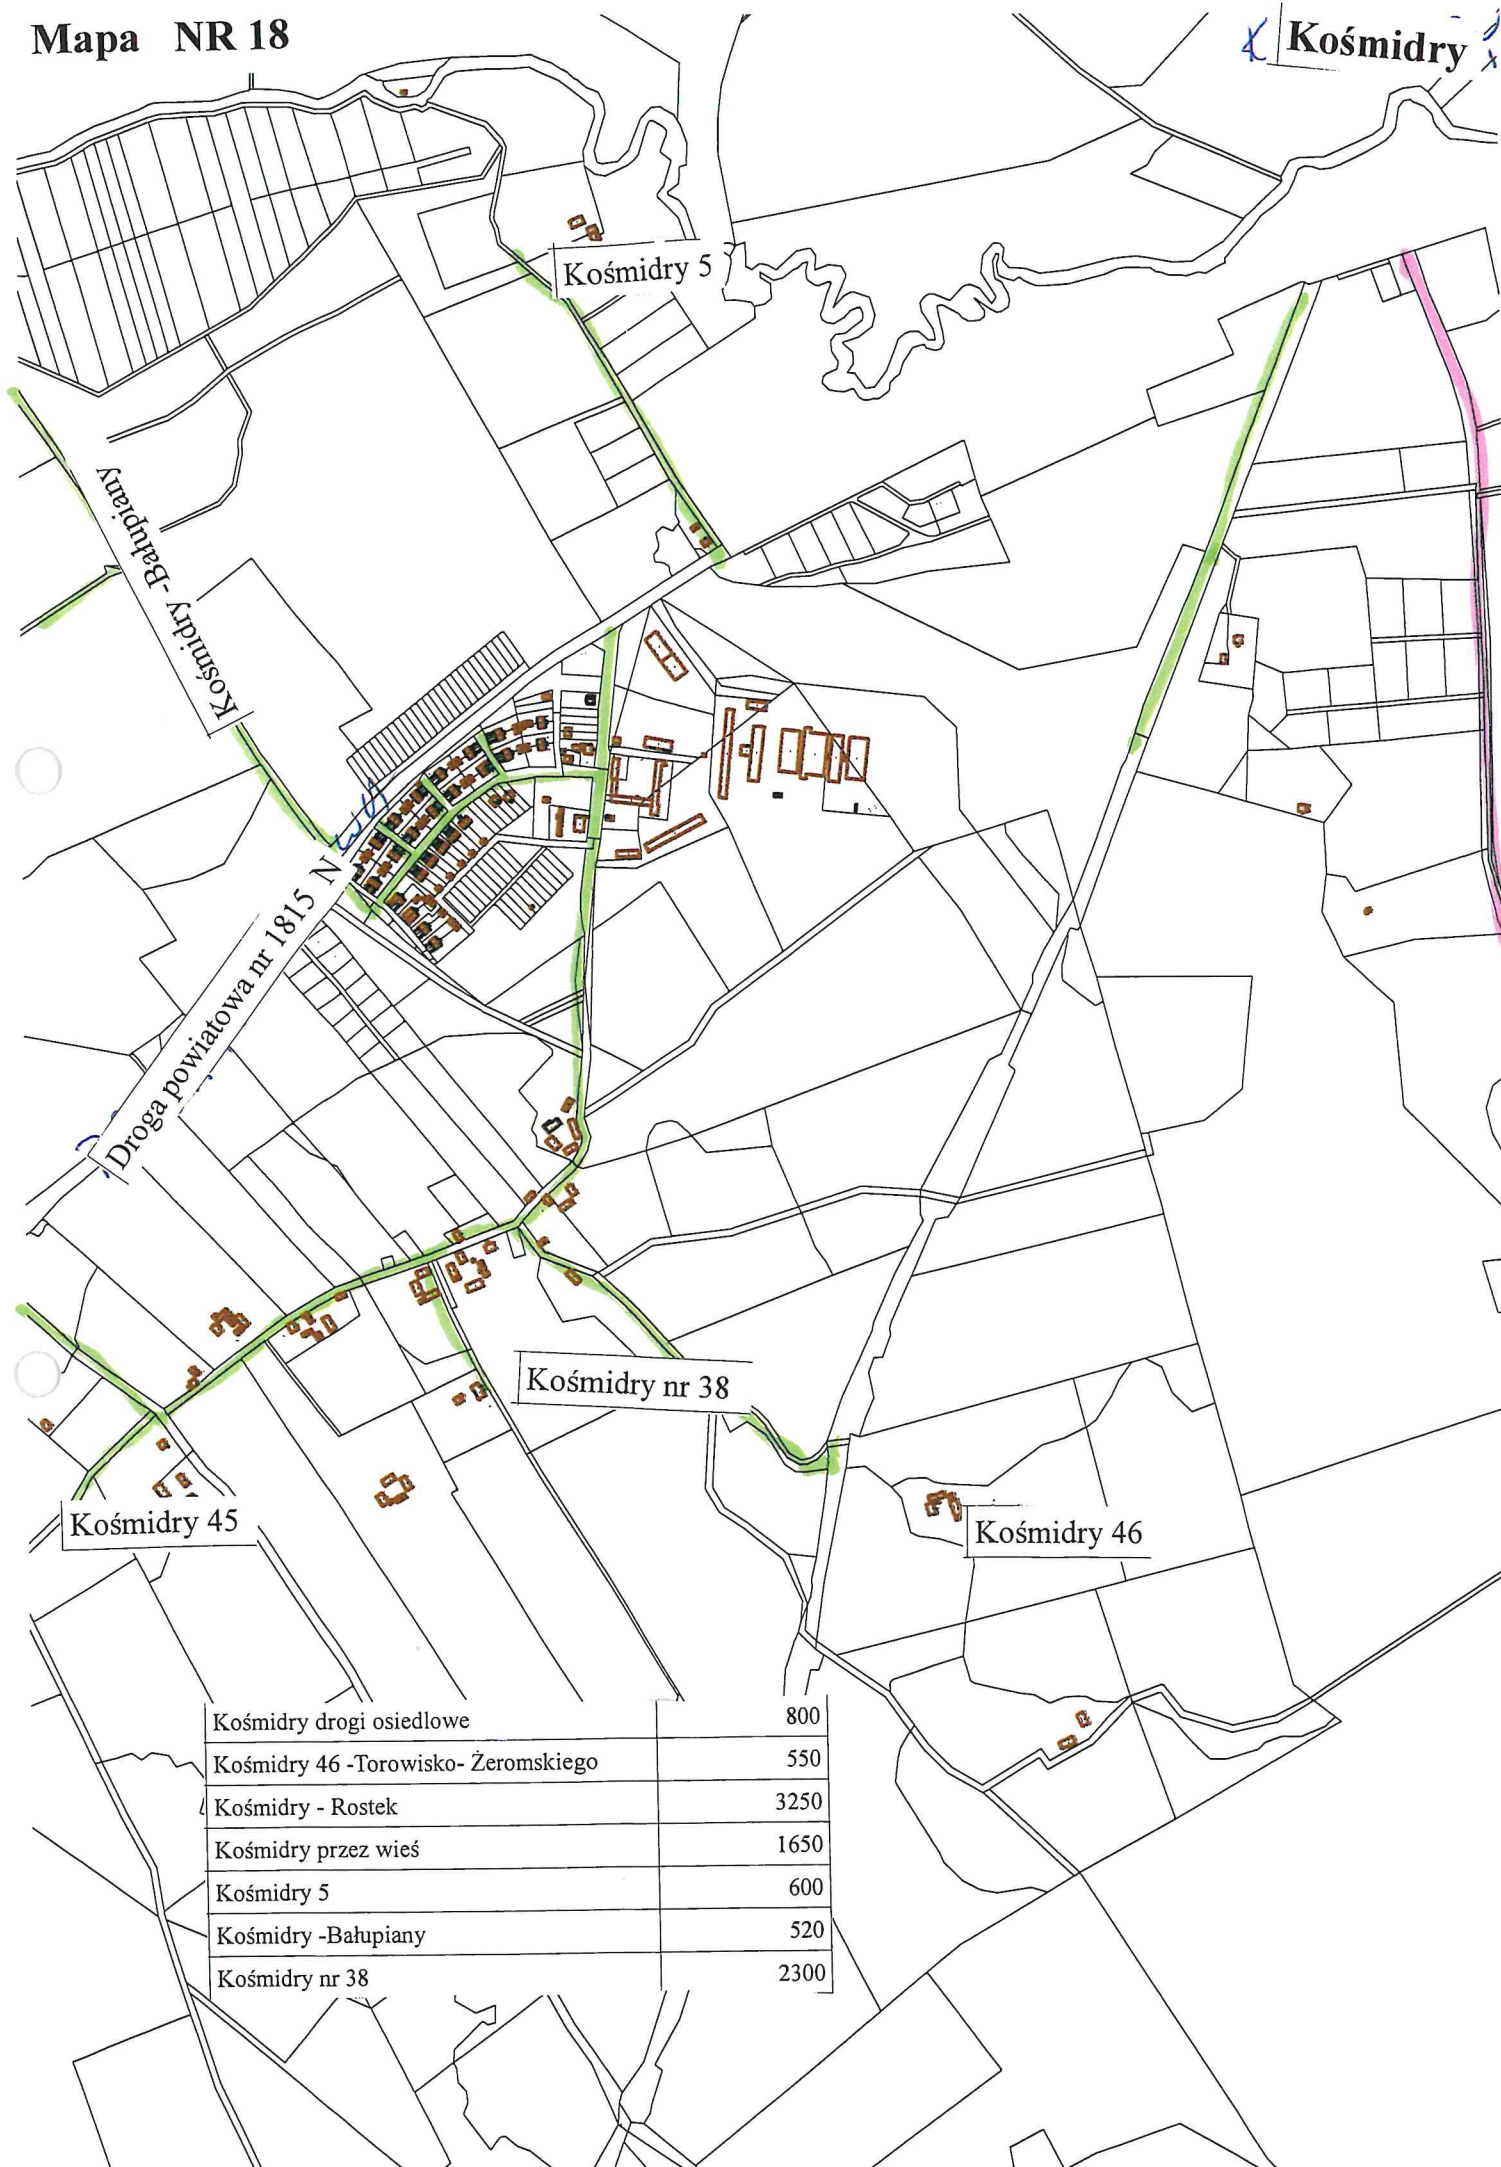 Mapa NR 18
Kośmidry
Kośmidry 5
Kośmidry -Bałupiany
Droga powiatowa nr 1815 N
Kośmidry nr 38
Kośmidry 45
Kośmidry 46
Kośmidry drogi osiedlowe 800
Kośmidry 46 -Torowisko- Żeromskiego 550
Kośmidry - Rostek 3250
Kośmidry przez wieś 1650
Kośmidry 5 600
Kośmidry -Bałupiany 520
Kośmidry nr 38 2300